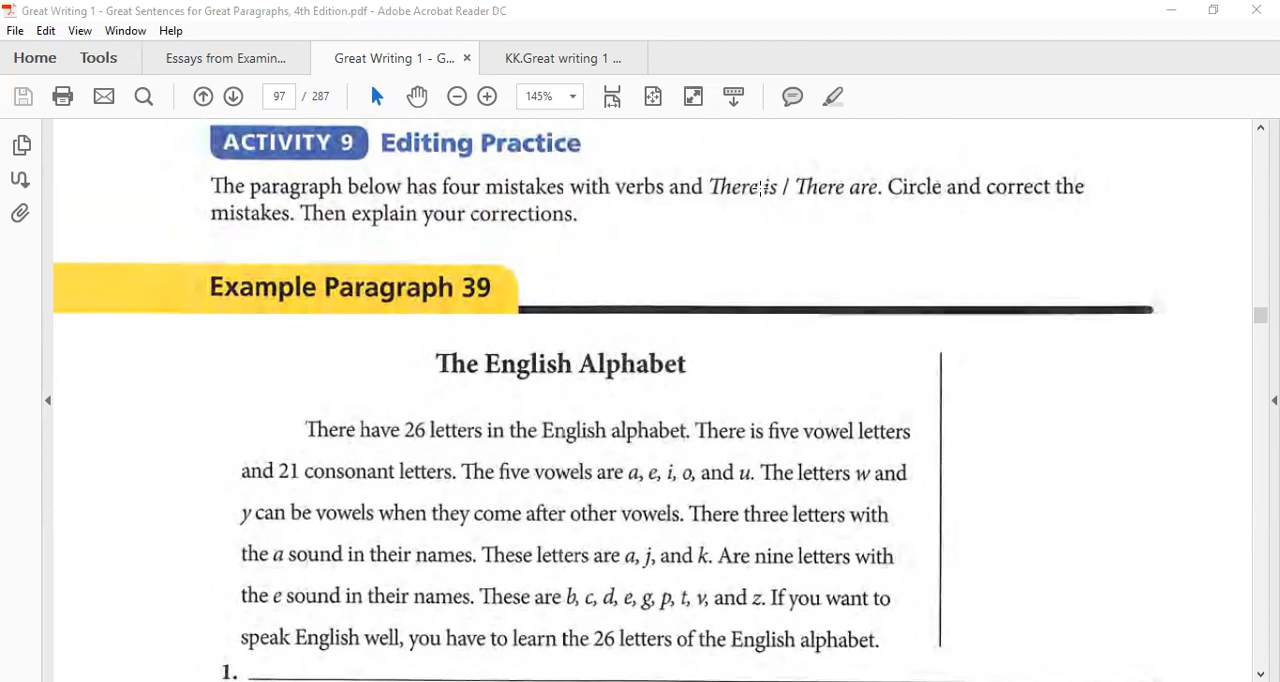 Great Writing 1 - Great Sentences for Great Paragraphs, 4th Edition.pdf - Adobe Acrobat Reader DC
File Edit View Window Help
Home Tools Essays from Examin... Great Writing 1 - G... × KK.Great writing 1 ...
97 / 287 145%
ACTIVITY 9 Editing Practice
The paragraph below has four mistakes with verbs and There is / There are. Circle and correct the
mistakes. Then explain your corrections.
Example Paragraph 39
The English Alphabet
There have 26 letters in the English alphabet. There is five vowel letters
and 21 consonant letters. The five vowels are a, e, i, o, and u. The letters w and
y can be vowels when they come after other vowels. There three letters with
the a sound in their names. These letters are a, j, and k. Are nine letters with
the e sound in their names. These are b, c, d, e, g, p, t, v, and z. If you want to
speak English well, you have to learn the 26 letters of the English alphabet.
1.